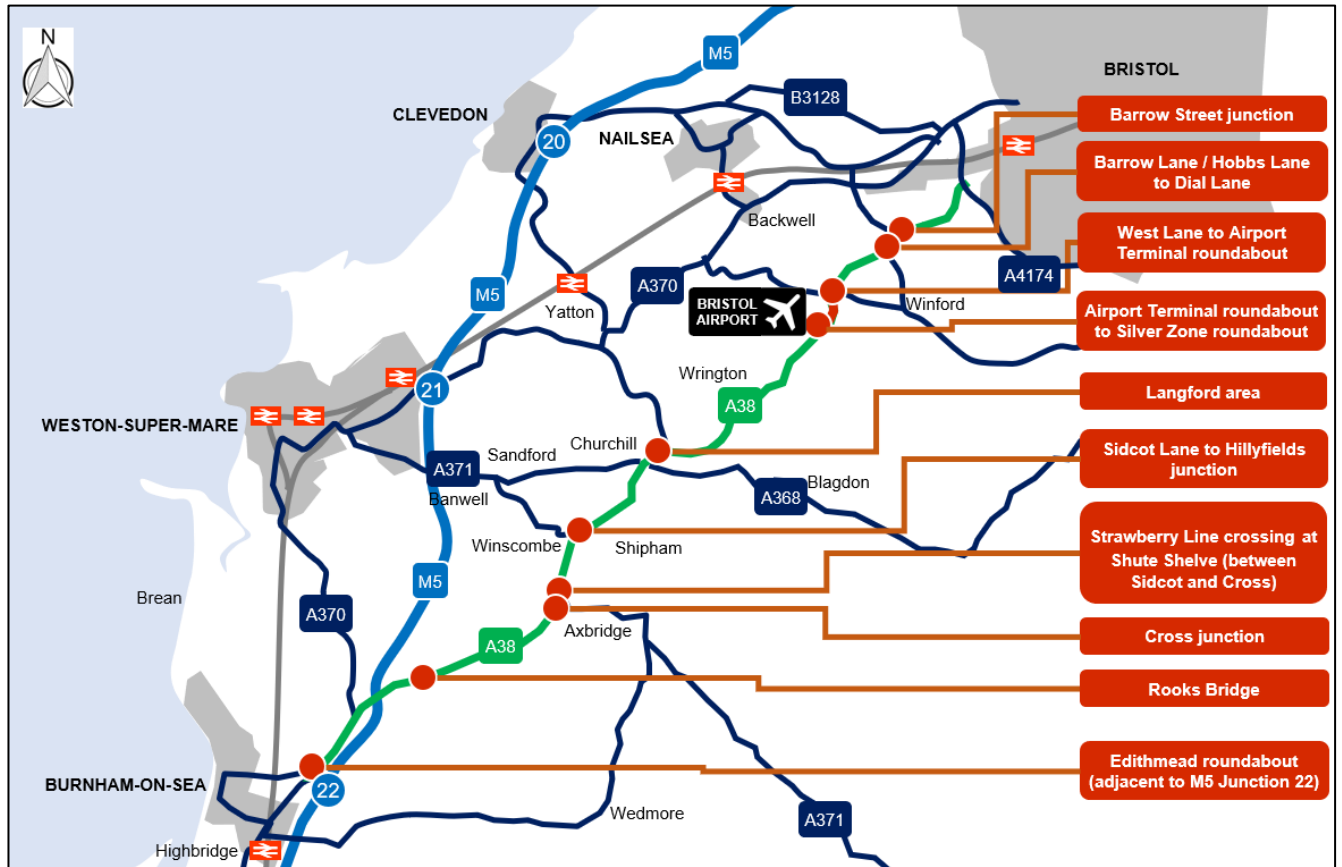 N
M5
BRISTOL
CLEVEDON
B3128
20
NAILSEA
Barrow Street junction
Barrow Lane / Hobbs Lane
to Dial Lane
Backwell
West Lane to Airport
Terminal roundabout
A4174
M5
A370
Yatton
BRISTOL
AIRPORT
Winford
Airport Terminal roundabout
to Silver Zone roundabout
Wrington
21
A38
Langford area
WESTON-SUPER-MARE
Churchill
Sandford
A371
Banwell
Blagdon
A368
Sidcot Lane to Hillyfields
junction
Winscombe
Shipham
Strawberry Line crossing at
Shute Shelve (between
Sidcot and Cross)
M5
Brean
A370
Axbridge
Cross junction
A38
Rooks Bridge
Edithmead roundabout
(adjacent to M5 Junction 22)
BURNHAM-ON-SEA
22
Wedmore
A371
Highbridge